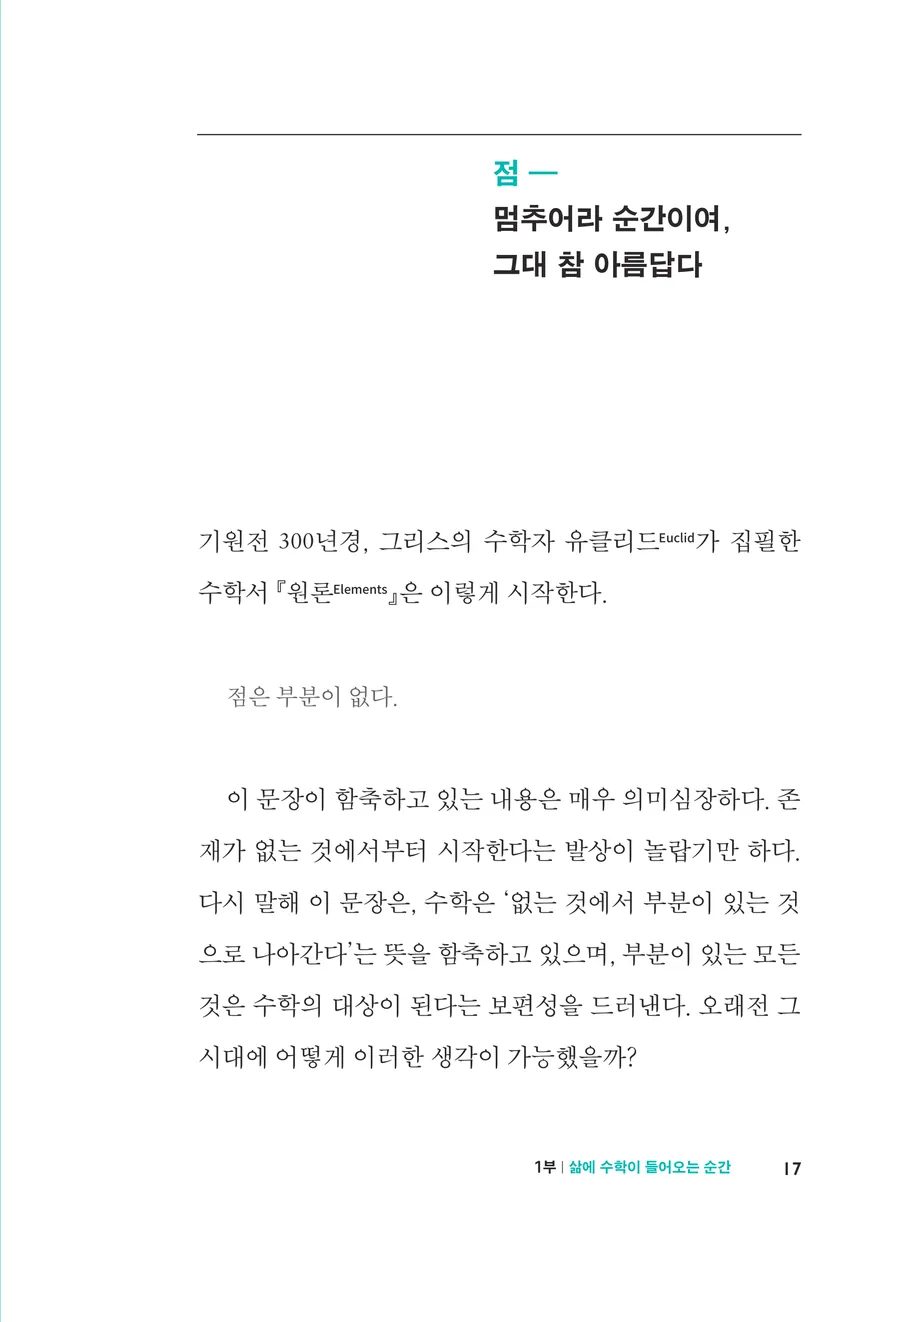 점 —
멈추어라 순간이여,
그대 참 아름답다
기원전 300년경, 그리스의 수학자 유클리드Euclid가 집필한
수학서 『원론Elements』은 이렇게 시작한다.
점은 부분이 없다.
이 문장이 함축하고 있는 내용은 매우 의미심장하다. 존
재가 없는 것에서부터 시작한다는 발상이 놀랍기만 하다.
다시 말해 이 문장은, 수학은 ‘없는 것에서 부분이 있는 것
으로 나아간다’는 뜻을 함축하고 있으며, 부분이 있는 모든
것은 수학의 대상이 된다는 보편성을 드러낸다. 오래전 그
시대에 어떻게 이러한 생각이 가능했을까?
1부 | 삶에 수학이 들어오는 순간 17